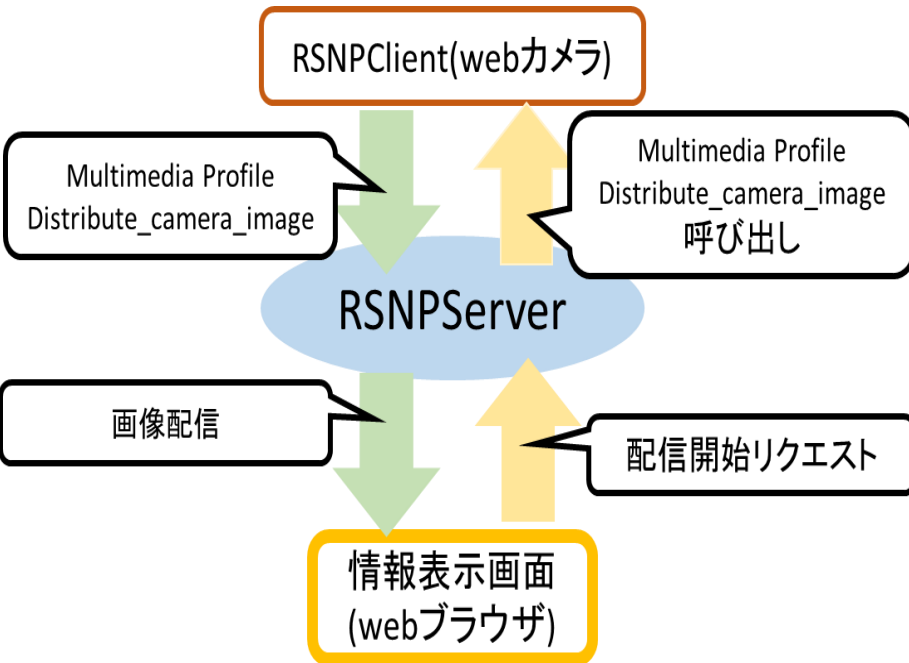 RSNPClient(webカメラ)
Multimedia Profile
Distribute_camera_image
Multimedia Profile
Distribute_camera_image
呼び出し
RSNPServer
画像配信
配信開始リクエスト
情報表示画面
(webブラウザ)